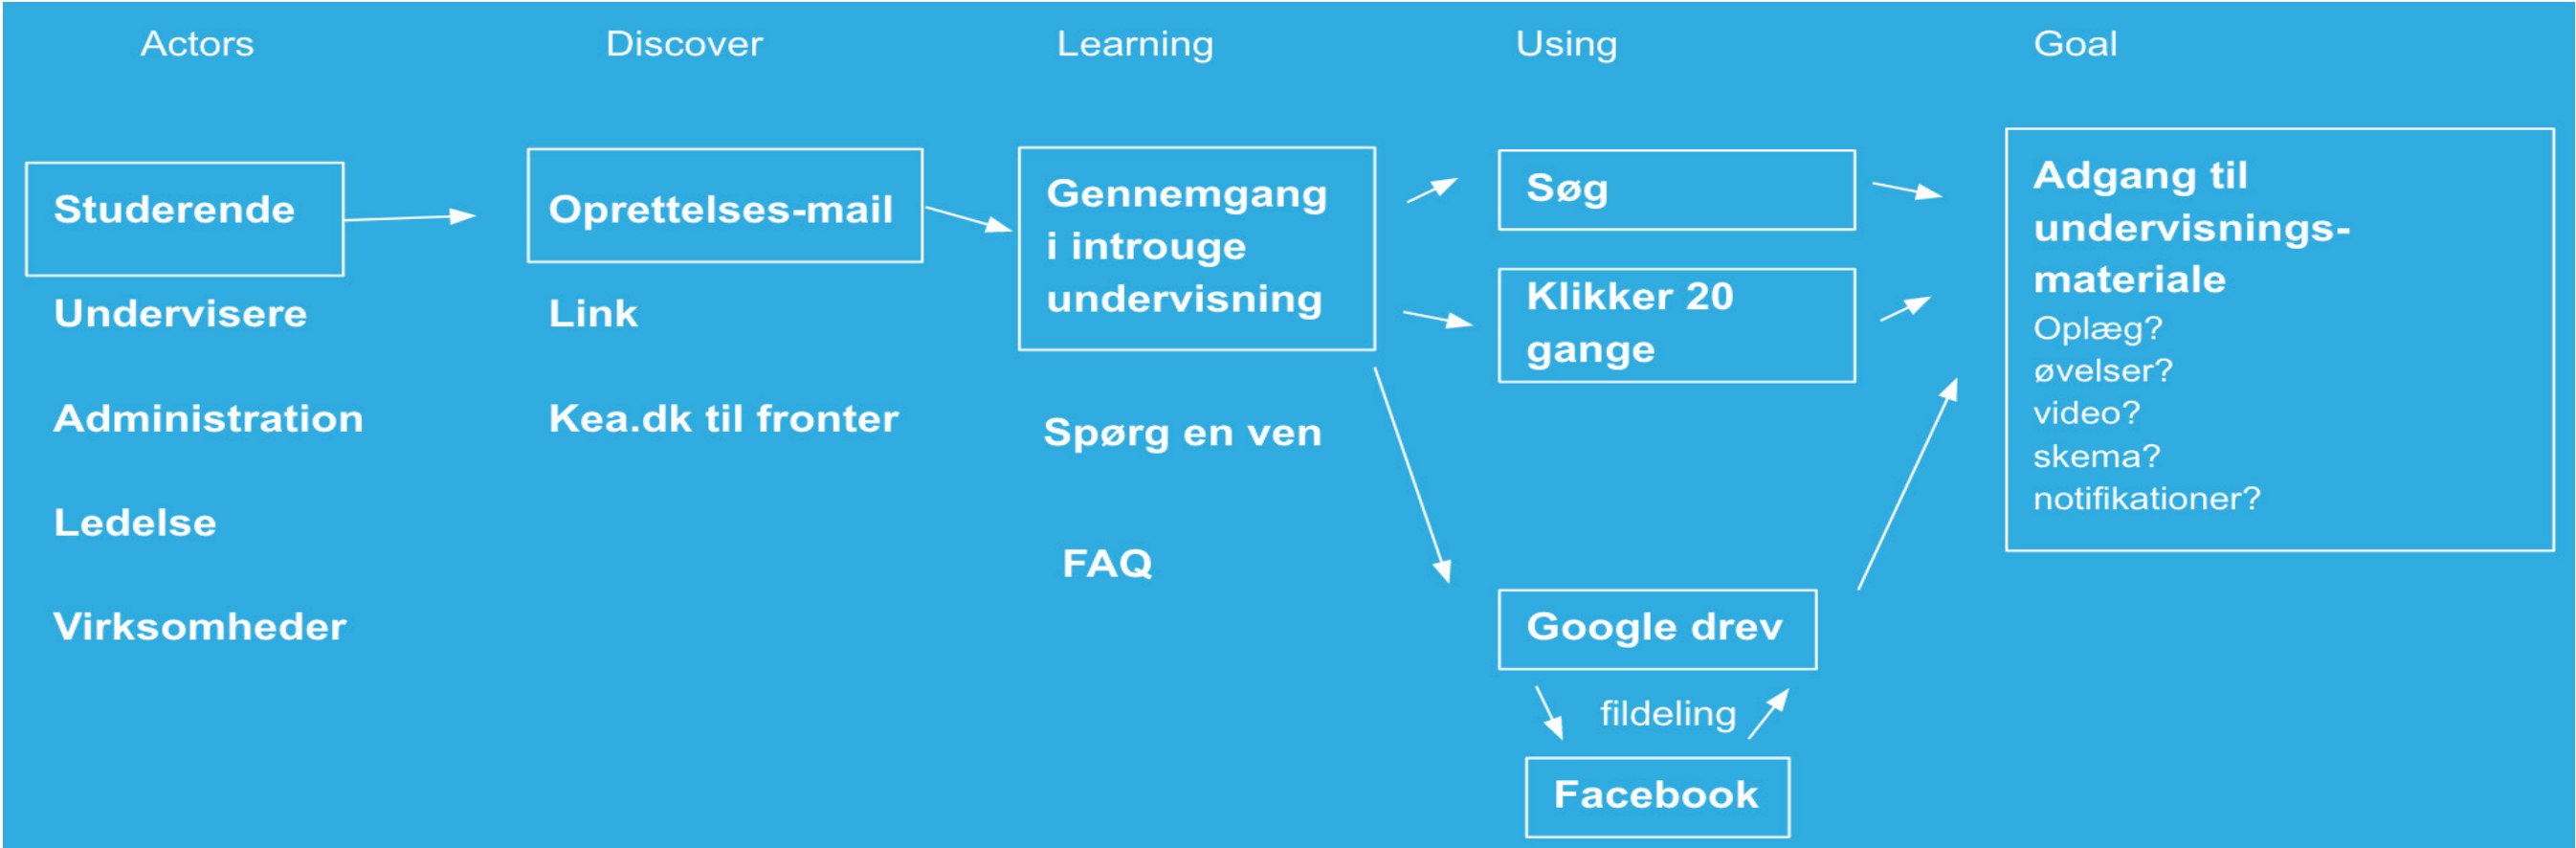 Actors
Discover
Learning
Using
Goal
Studerende
Undervisere
Administration
Ledelse
Virksomheder
Oprettelses-mail
Link
Kea.dk til fronter
Gennemgang
i introuge
undervisning
Spørg en ven
FAQ
Søg
Klikker 20
gange
Google drev
fildeling
Facebook
Adgang til
undervisnings-
materiale
Oplæg?
øvelser?
video?
skema?
notifikationer?